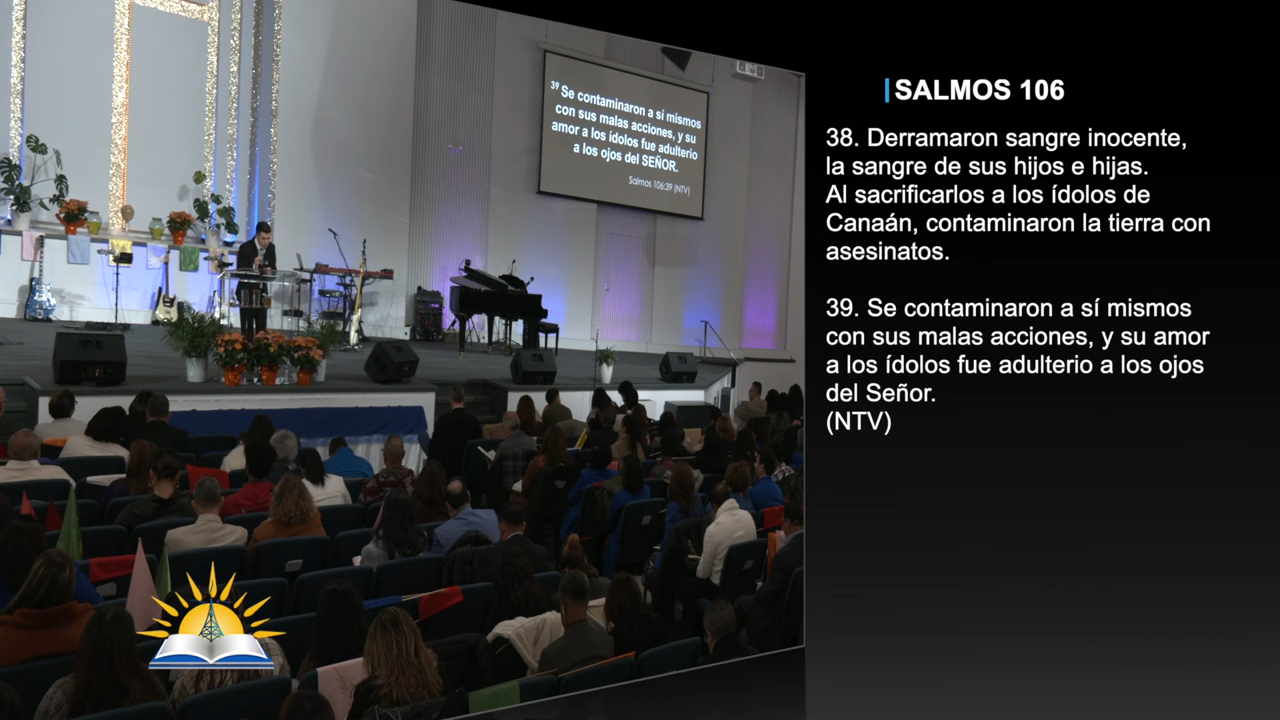 39 Se contaminaron a sí mismos
con sus malas acciones, y su
amor a los ídolos fue adulterio
a los ojos del SEÑOR.
Salmos 106:39 (NTV)
SALMOS 106
38. Derramaron sangre inocente,
la sangre de sus hijos e hijas.
Al sacrificarlos a los ídolos de
Canaán, contaminaron la tierra con
asesinatos.
39. Se contaminaron a sí mismos
con sus malas acciones, y su amor
a los ídolos fue adulterio a los ojos
del Señor.
(NTV)